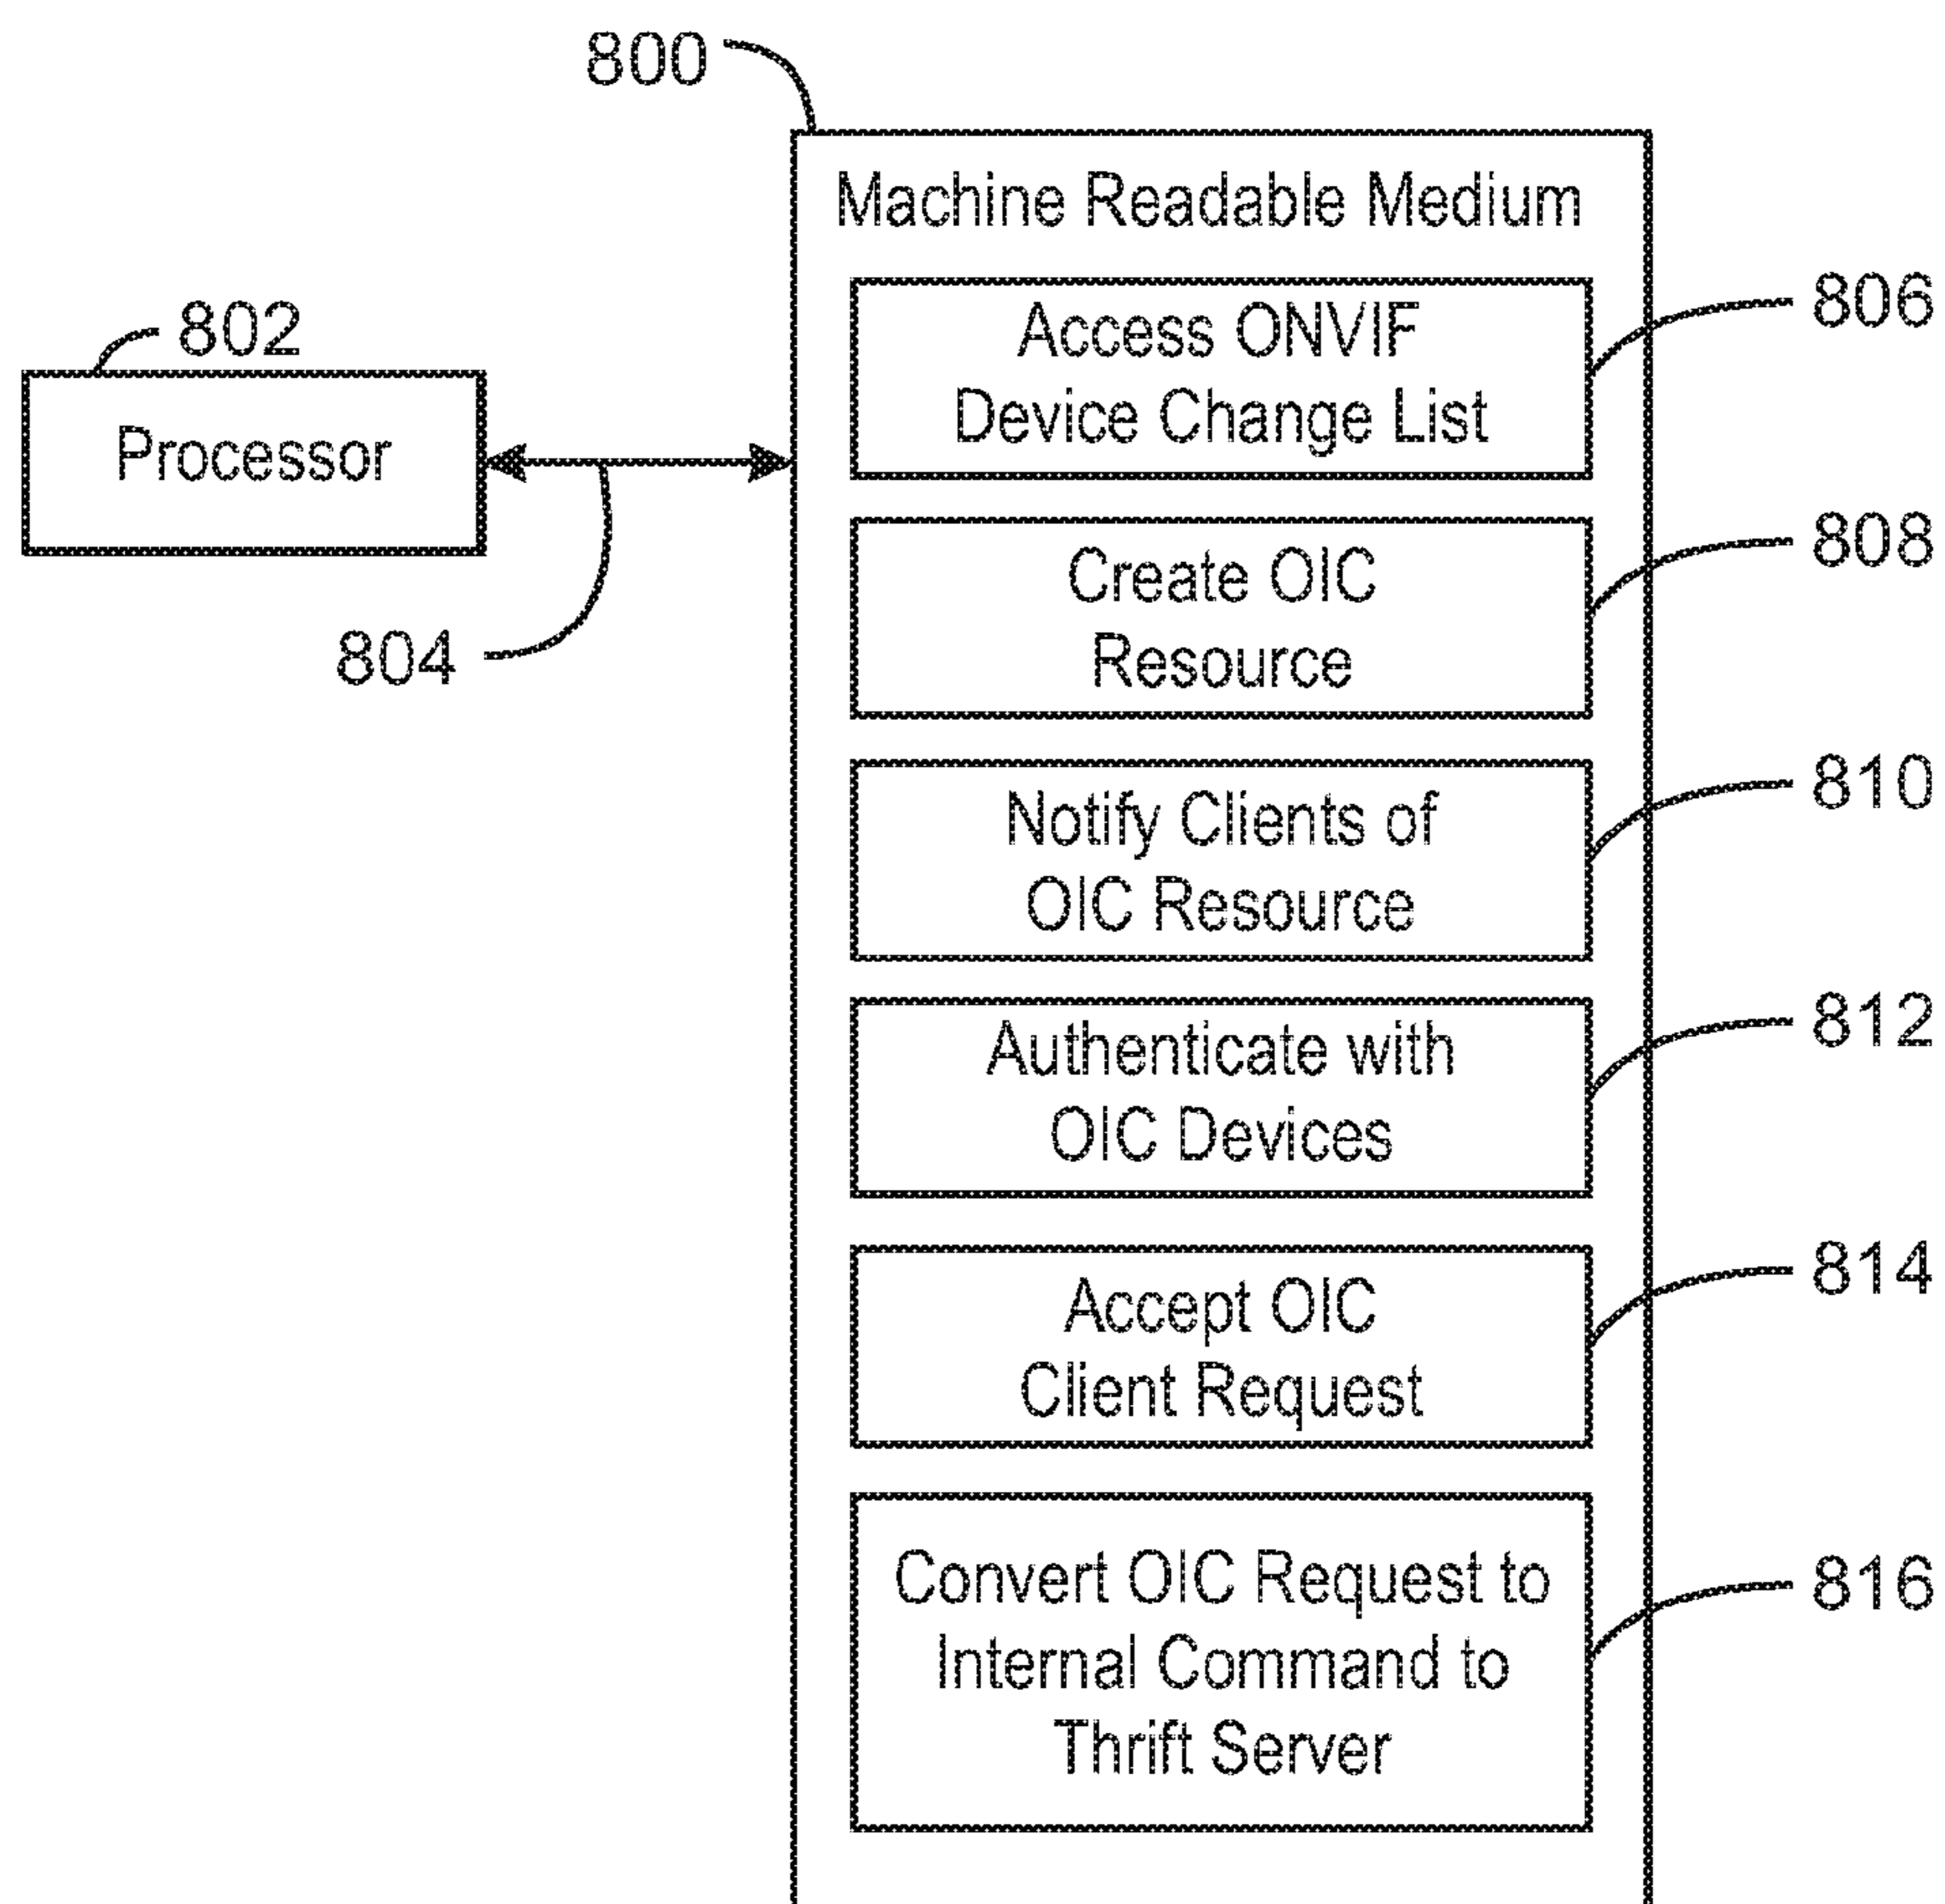 800
Machine Readable Medium
802
Processor
804
Access ONVIF
Device Change List
806
Create OIC
Resource
808
Notify Clients of
OIC Resource
810
Authenticate with
OIC Devices
812
Accept OIC
Client Request
814
Convert OIC Request to
Internal Command to
Thrift Server
816